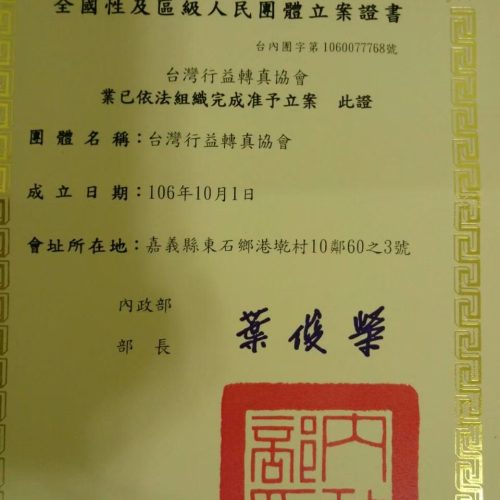 全國性及區級人民團體立案證書
台內團字第1060077768號
台灣行益轉真協會
業已依法組織完成准予立案 此證
團體名稱：台灣行益轉真協會
成立日期：106年10月1日
會址所在地：嘉義縣東石鄉港墘村10鄰60之3號
內政部
部長 葉俊榮